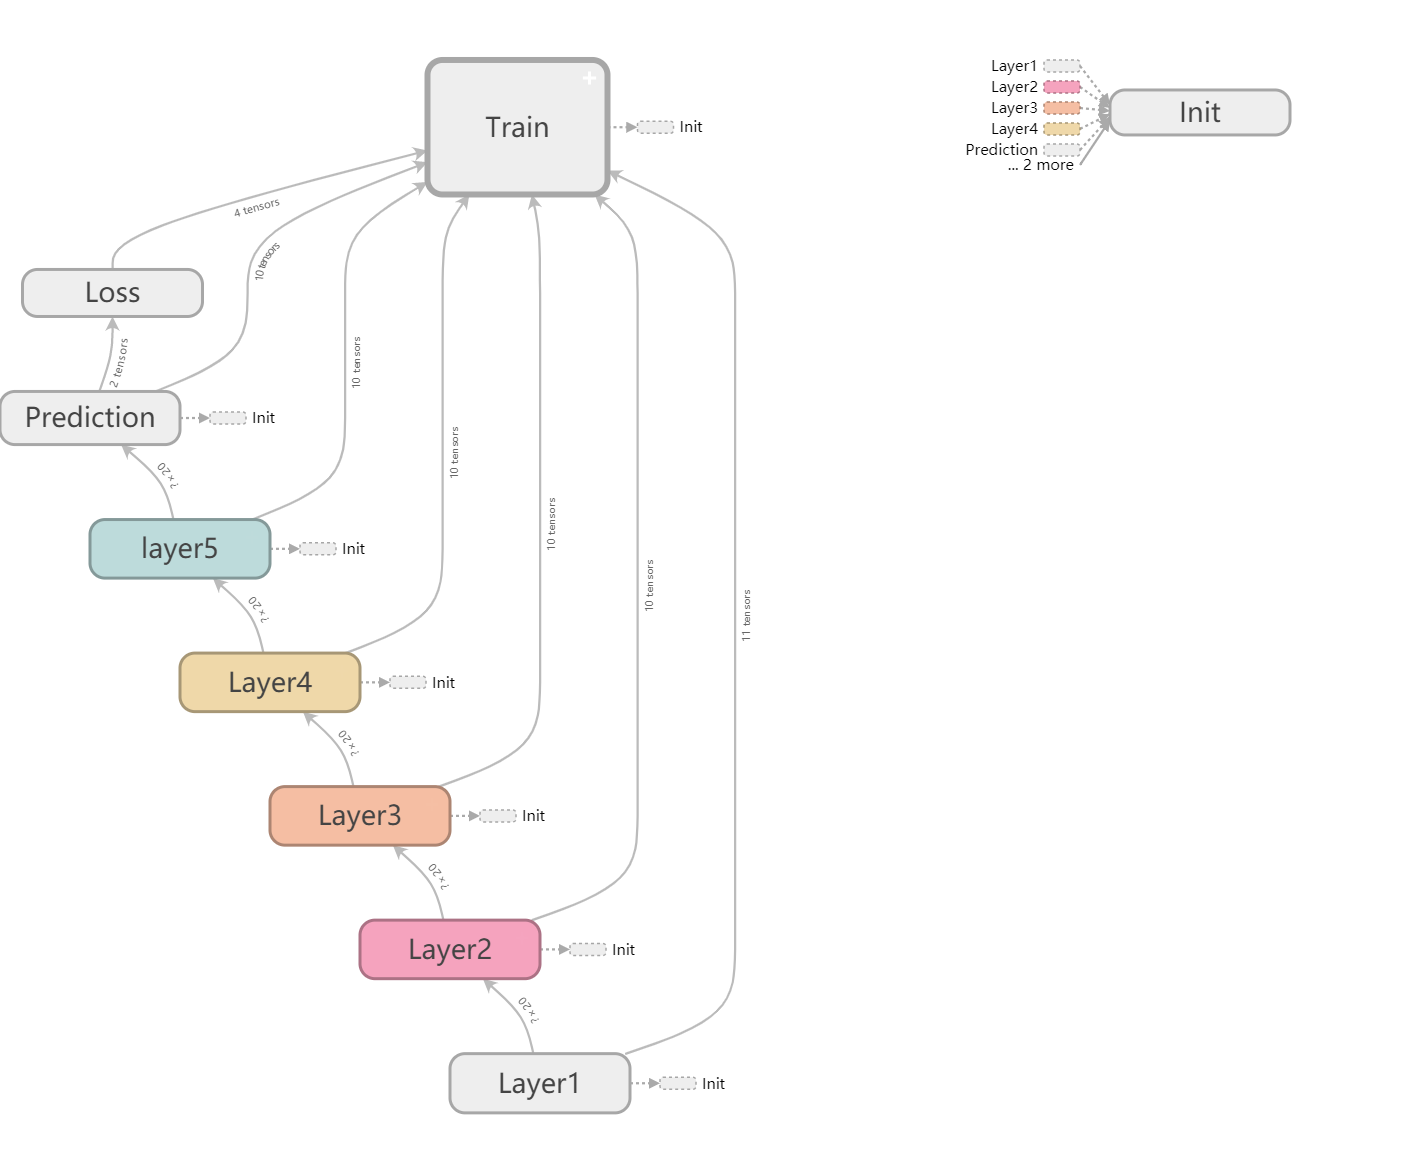 Train
Init
Layer1
Layer2
Layer3
Layer4
Prediction
... 2 more
Init
4 tensors
10 tensors
Loss
2 tensors
10 tensors
Prediction
Init
?×20
10 tensors
layer5
Init
10 tensors
?×20
10 tensors
Layer4
Init
11 tensors
?×20
Layer3
Init
?×20
Layer2
Init
?×20
Layer1
Init